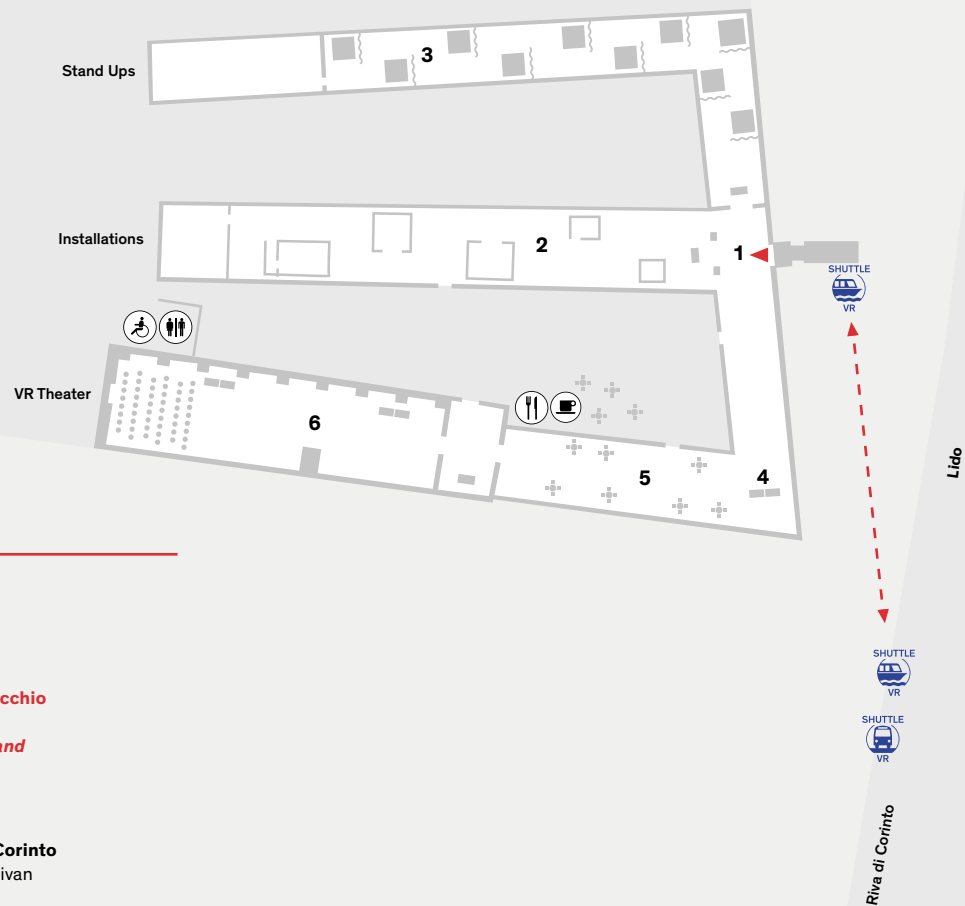 Stand Ups
3
Installations
2
1
SHUTTLE
VR
VR Theater
6
5
4
Lido
cchio
and
SHUTTLE
VR
SHUTTLE
VR
Corinto
ivan
Riva di Corinto